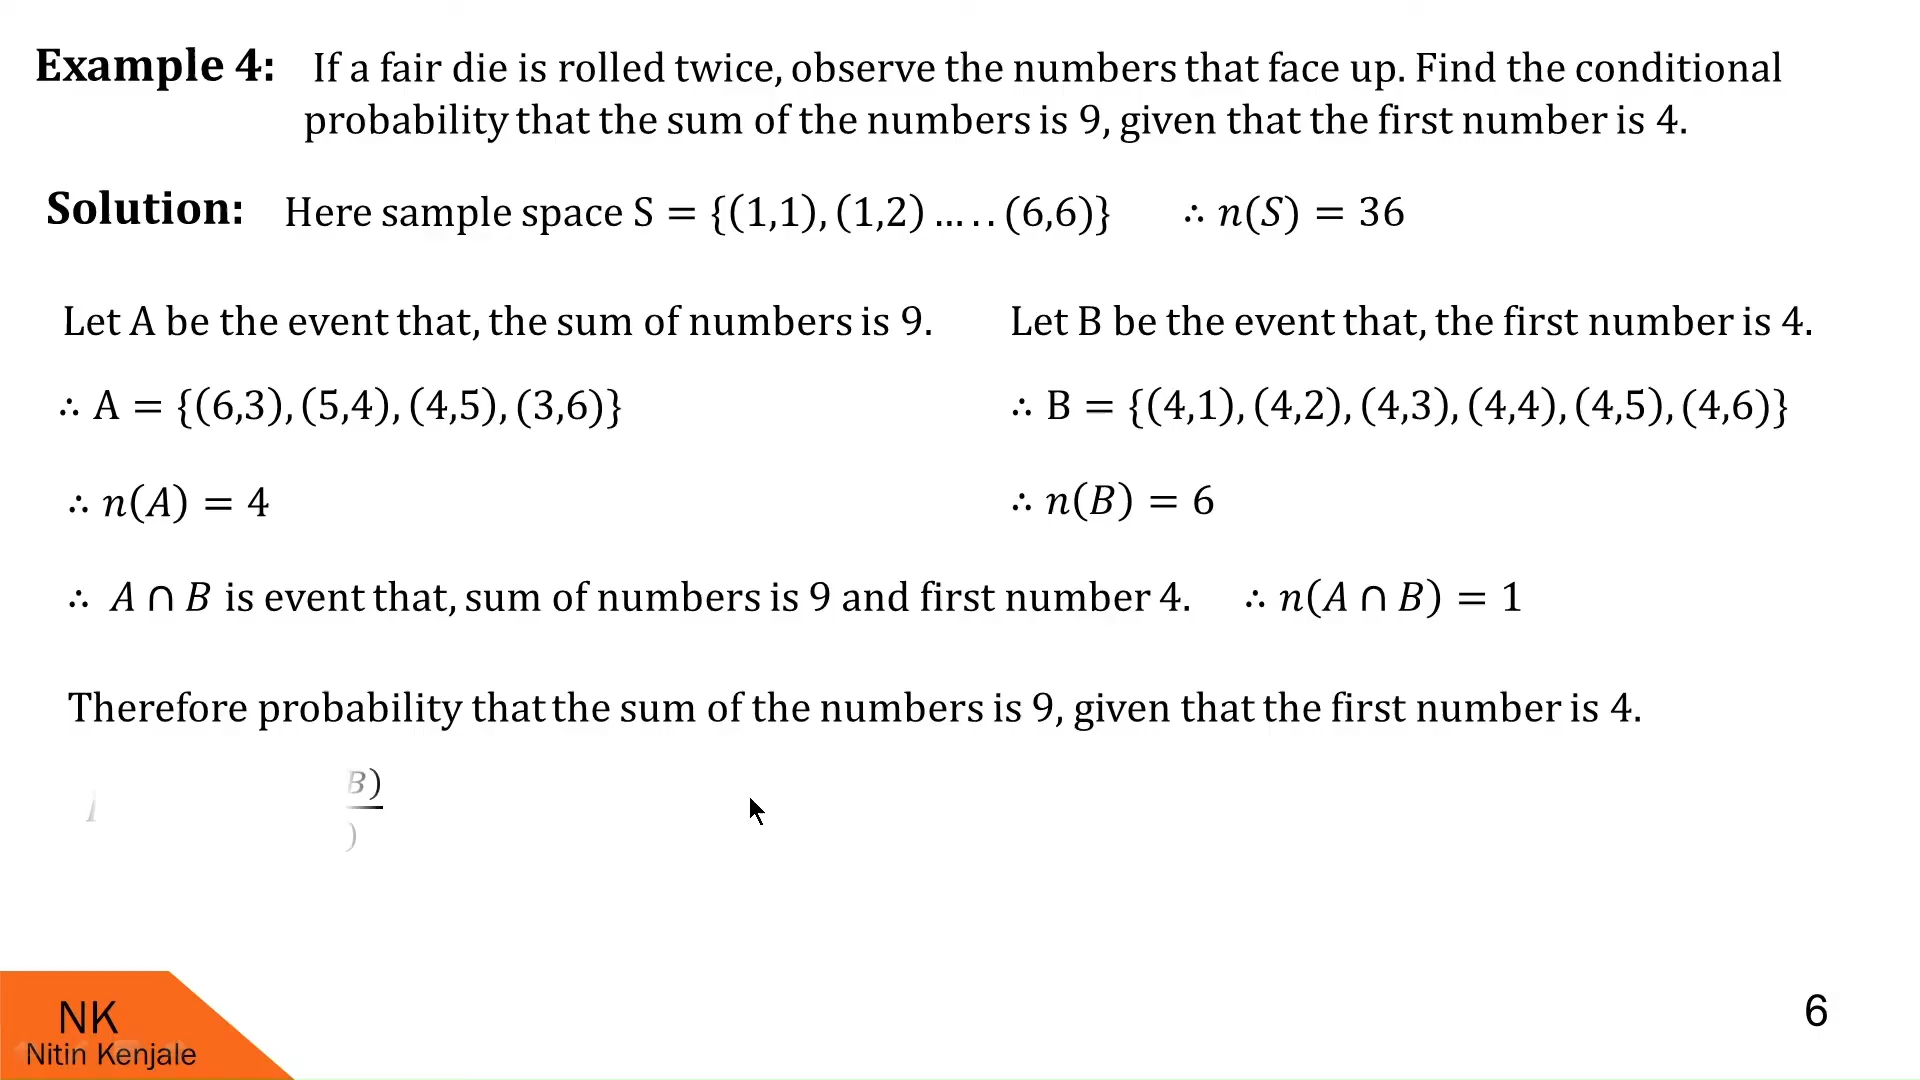 Example 4: If a fair die is rolled twice, observe the numbers that face up. Find the conditional
probability that the sum of the numbers is 9, given that the first number is 4.
Solution: Here sample space S = {(1,1), (1,2) ... . . (6,6)} ∴ n(S) = 36
Let A be the event that, the sum of numbers is 9. Let B be the event that, the first number is 4.
∴ A = {(6,3), (5,4), (4,5), (3,6)} ∴ B = {(4,1), (4,2), (4,3), (4,4), (4,5), (4,6)}
∴ n(A) = 4 ∴ n(B) = 6
∴ A ∩ B is event that, sum of numbers is 9 and first number 4. ∴ n(A ∩ B) = 1
Therefore probability that the sum of the numbers is 9, given that the first number is 4.
B)
)
NK
Nitin Kenjale
6